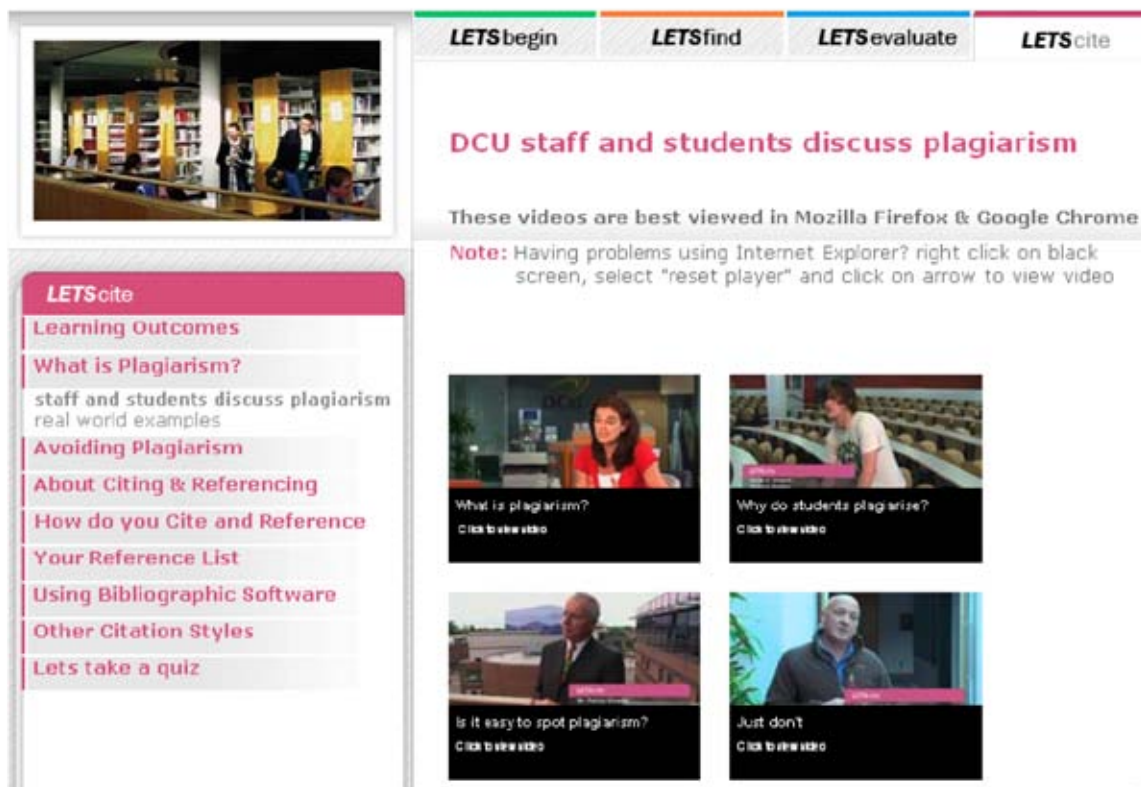 LETSbegin
LETSfind
LETSevaluate
LETScite
DCU staff and students discuss plagiarism
These videos are best viewed in Mozilla Firefox & Google Chrome
Note: Having problems using Internet Explorer? right click on black
screen, select "reset player" and click on arrow to view video
LETScite
Learning Outcomes
What is Plagiarism?
staff and students discuss plagiarism
real world examples
Avoiding Plagiarism
About Citing & Referencing
How do you Cite and Reference
Your Reference List
Using Bibliographic Software
Other Citation Styles
Lets take a quiz
DCU
What is plagiarism?
Click to view video
LETScite
Why do students plagiarise?
Click to view video
LETScite
Is it easy to spot plagiarism?
Click to view video
LETScite
Just don't
Click to view video